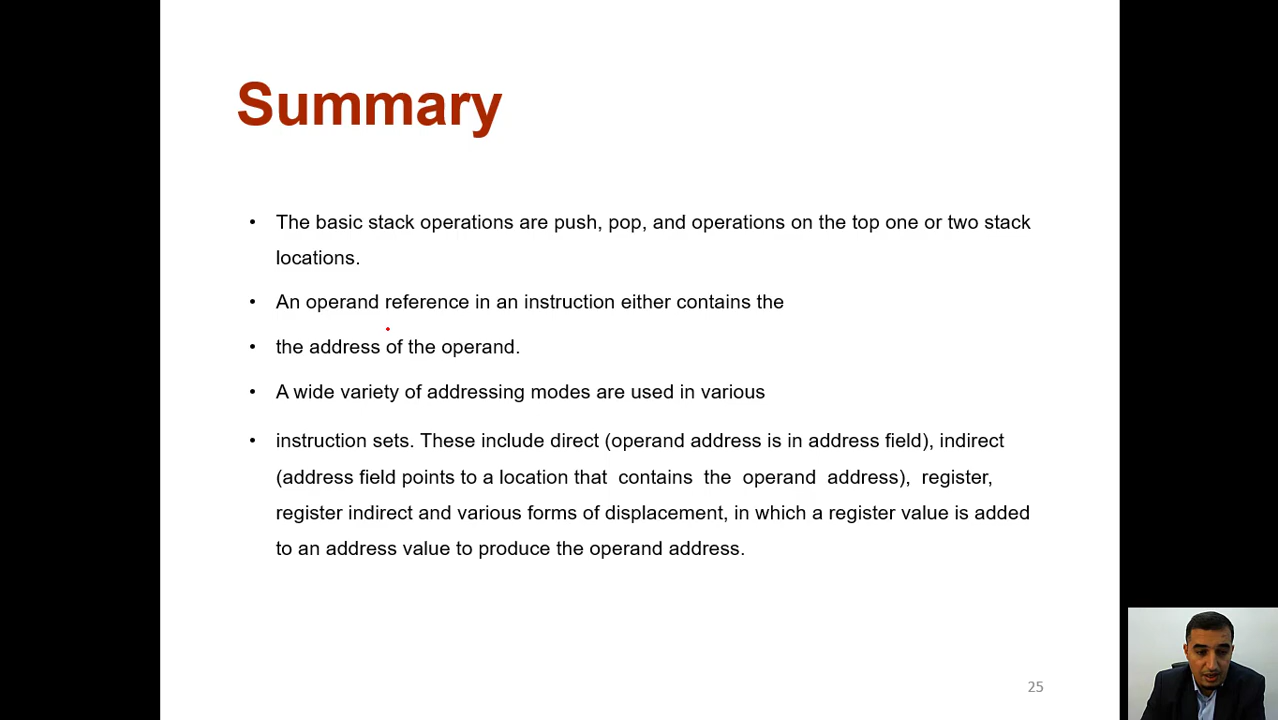 Summary
• The basic stack operations are push, pop, and operations on the top one or two stack
locations.
• An operand reference in an instruction either contains the
• the address of the operand.
• A wide variety of addressing modes are used in various
• instruction sets. These include direct (operand address is in address field), indirect
(address field points to a location that contains the operand address), register,
register indirect and various forms of displacement, in which a register value is added
to an address value to produce the operand address.
25